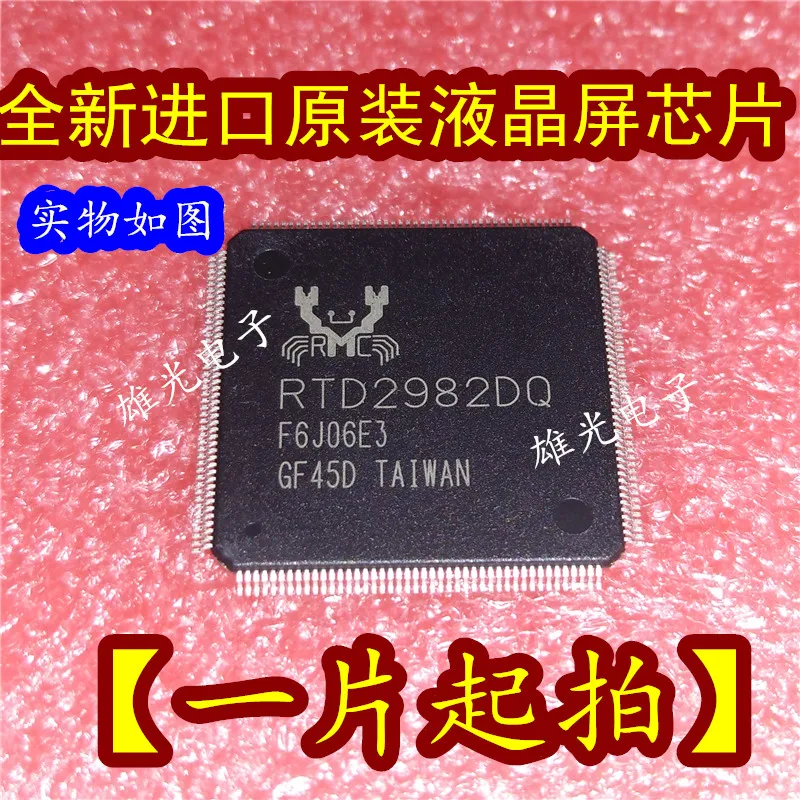 全新进口原装液晶屏芯片
实物如图
雄光电子
雄光电子
RMC
RTD2982DQ
F6J06E3
GF45D TAIWAN
【一片起拍】